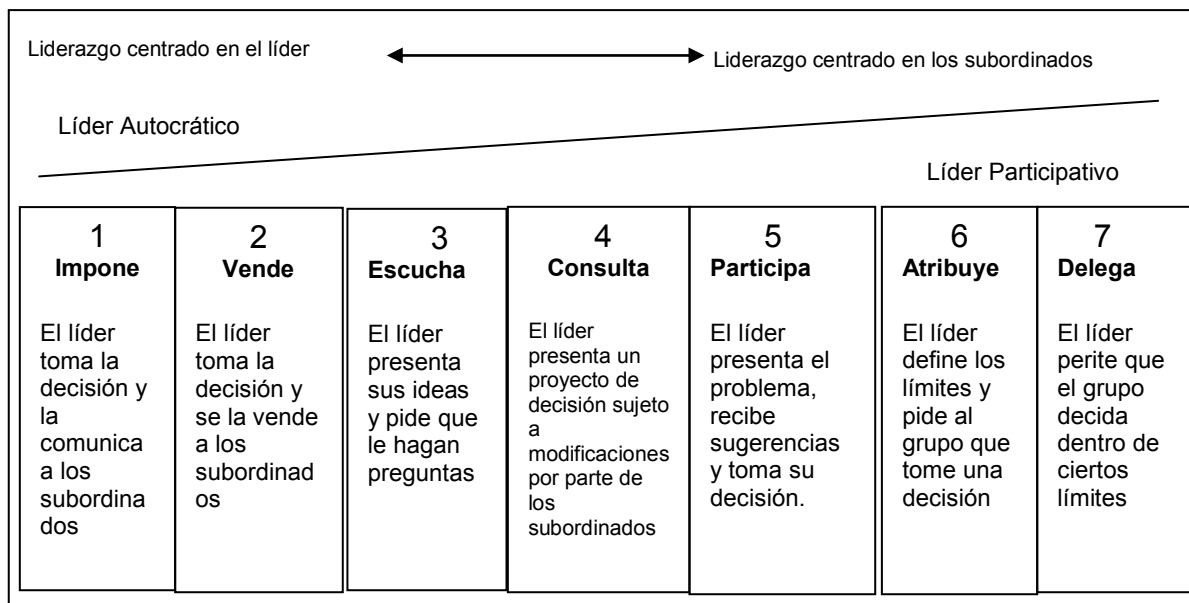 Liderazgo centrado en el líder
Liderazgo centrado en los subordinados
Líder Autocrático
Líder Participativo
1
Impone
El líder
toma la
decisión y
la
comunica
a los
subordina
dos
2
Vende
El líder
toma la
decisión y
se la vende
a los
subordinad
os
3
Escucha
El líder
presenta
sus ideas
y pide que
le hagan
preguntas
4
Consulta
El líder
presenta un
proyecto de
decisión sujeto
a
modificaciones
por parte de
los
subordinados
5
Participa
El líder
presenta el
problema,
recibe
sugerencias
y toma su
decisión.
6
Atribuye
El líder
define los
límites y
pide al
grupo que
tome una
decisión
7
Delega
El líder
perite que
el grupo
decida
dentro de
ciertos
límites